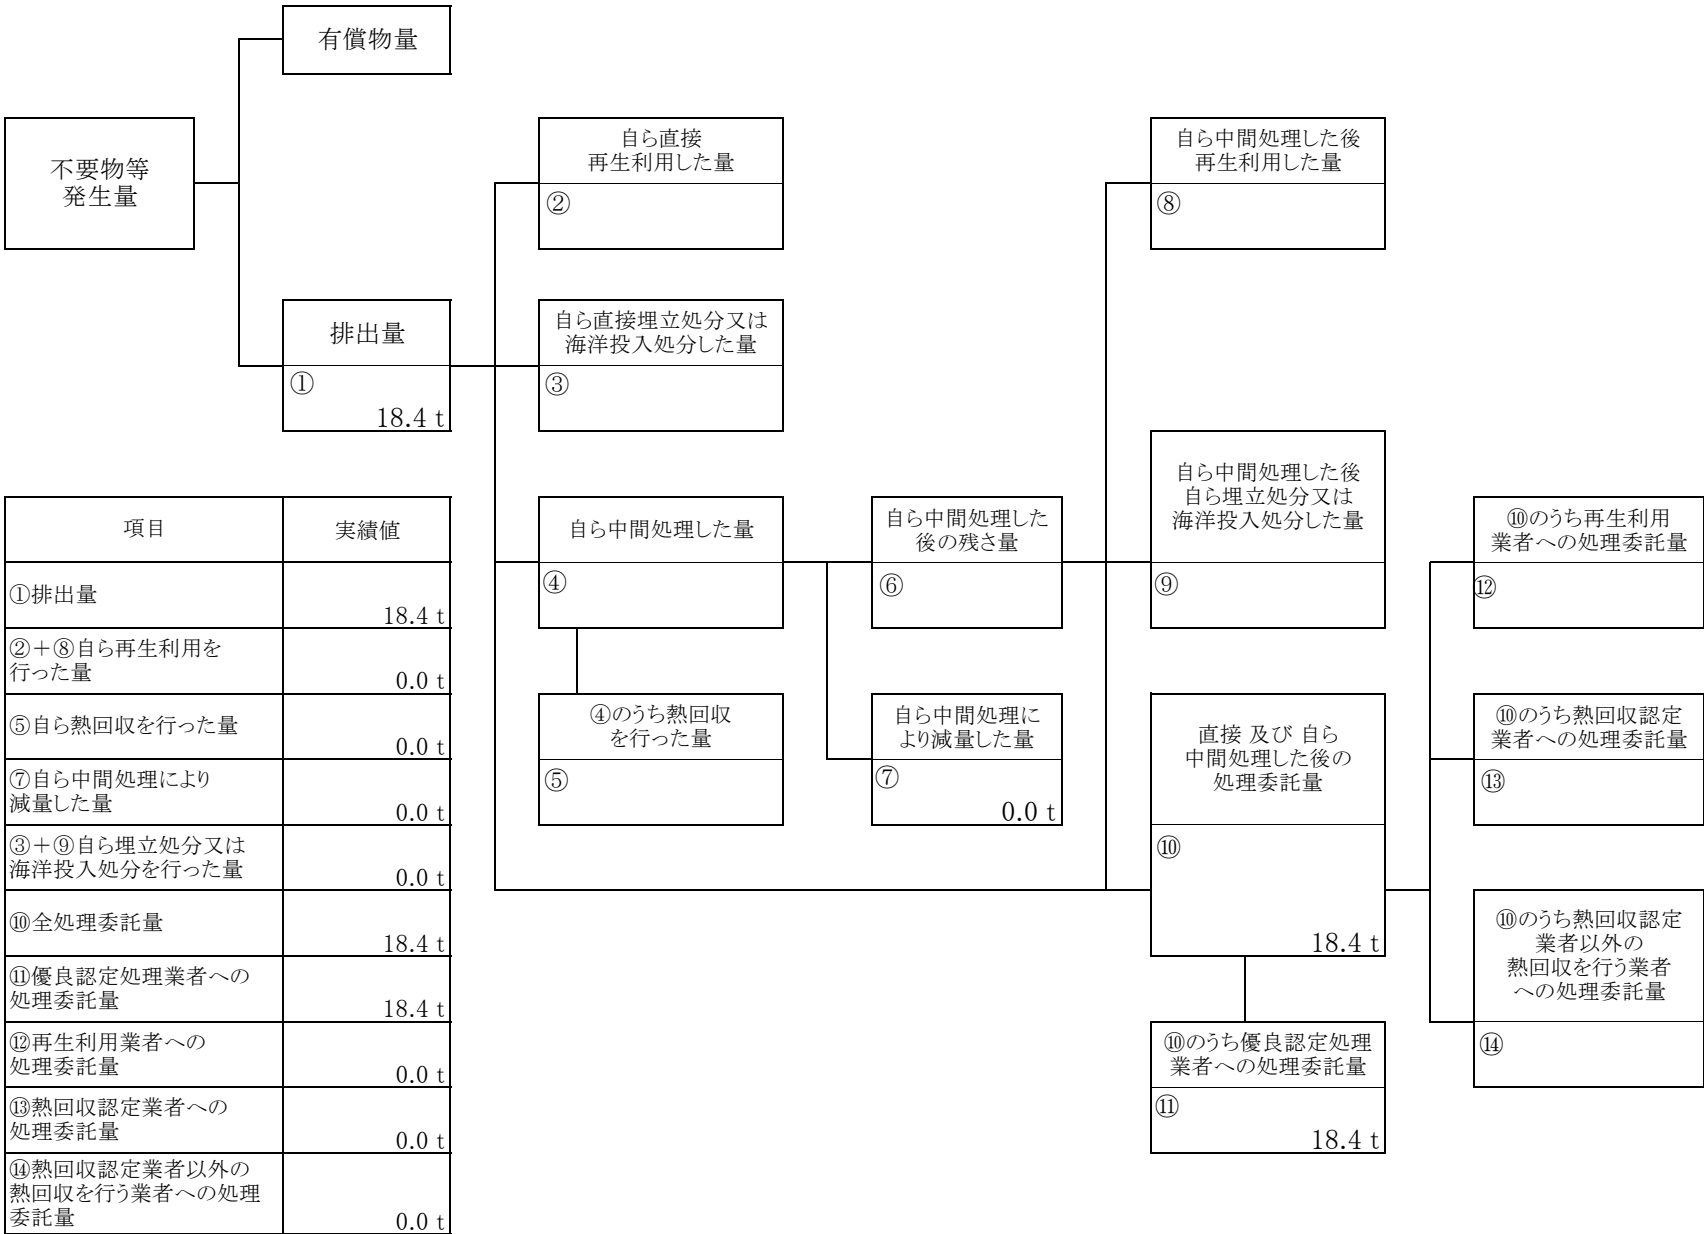 有償物量
不要物等
発生量
排出量
①
18.4 t
自ら直接
再生利用した量
②
自ら直接埋立処分又は
海洋投入処分した量
③
自ら中間処理した量
④
④のうち熱回収
を行った量
⑤
自ら中間処理した
後の残さ量
⑥
自ら中間処理に
より減量した量
⑦
0.0 t
自ら中間処理した後
再生利用した量
⑧
自ら中間処理した後
自ら埋立処分又は
海洋投入処分した量
⑨
直接 及び 自ら
中間処理した後の
処理委託量
⑩
18.4 t
⑩のうち優良認定処理
業者への処理委託量
⑪
18.4 t
⑩のうち再生利用
業者への処理委託量
⑫
⑩のうち熱回収認定
業者への処理委託量
⑬
⑩のうち熱回収認定
業者以外の
熱回収を行う業者
への処理委託量
⑭
項目 実績値
①排出量
18.4 t
②+⑧自ら再生利用を
行った量
0.0 t
⑤自ら熱回収を行った量
0.0 t
⑦自ら中間処理により
減量した量
0.0 t
③+⑨自ら埋立処分又は
海洋投入処分を行った量
0.0 t
⑩全処理委託量
18.4 t
⑪優良認定処理業者への
処理委託量
18.4 t
⑫再生利用業者への
処理委託量
0.0 t
⑬熱回収認定業者への
処理委託量
0.0 t
⑭熱回収認定業者以外の
熱回収を行う業者への処理
委託量
0.0 t